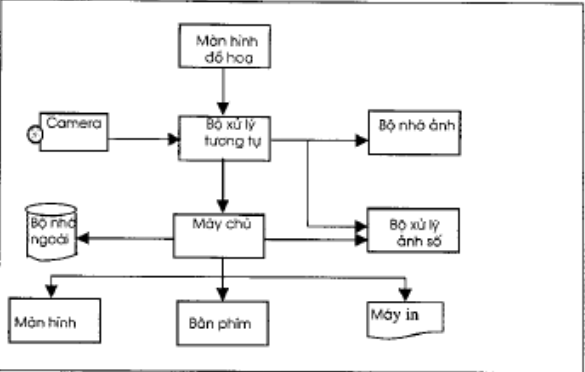 Màn hình
đồ hoạ
Camera
Bộ xử lý
tương tự
Bộ nhớ ảnh
Bộ nhớ
ngoài
Máy chủ
Bộ xử lý
ảnh số
Màn hình
Bàn phím
Máy in